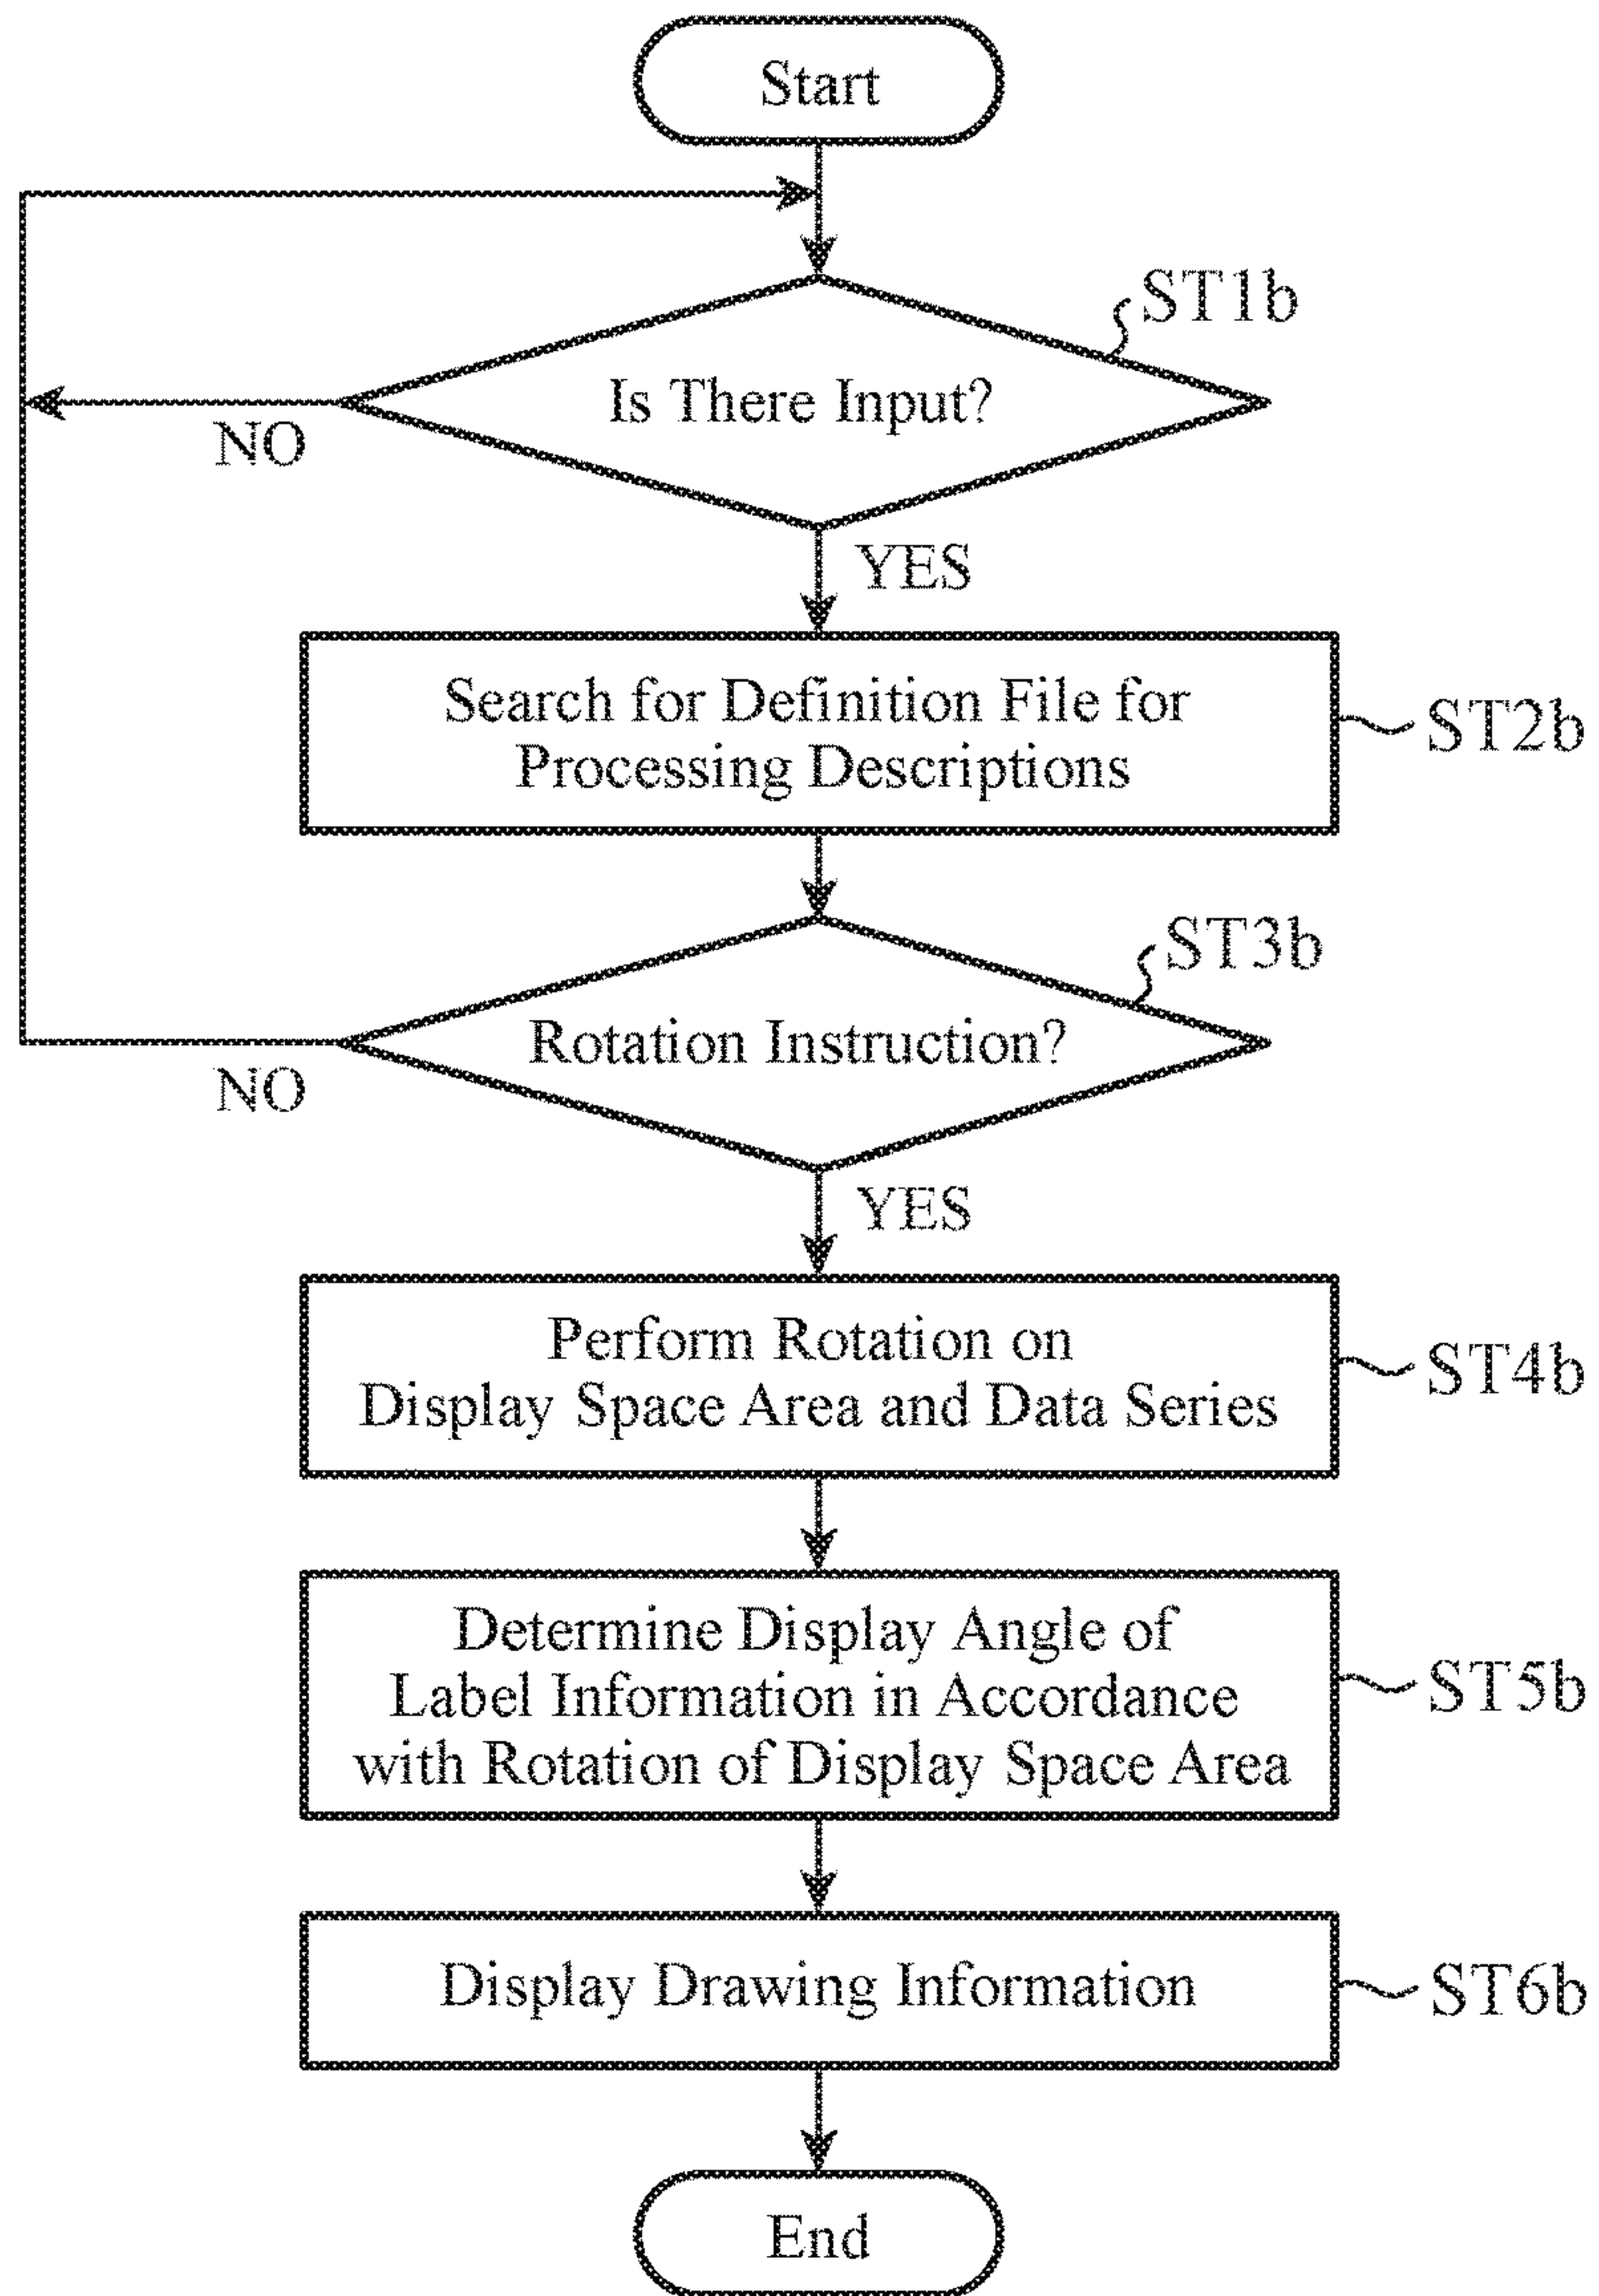 Start
ST1b
Is There Input?
NO
YES
Search for Definition File for
Processing Descriptions
ST2b
ST3b
Rotation Instruction?
NO
YES
Perform Rotation on
Display Space Area and Data Series
ST4b
Determine Display Angle of
Label Information in Accordance
with Rotation of Display Space Area
ST5b
Display Drawing Information
ST6b
End